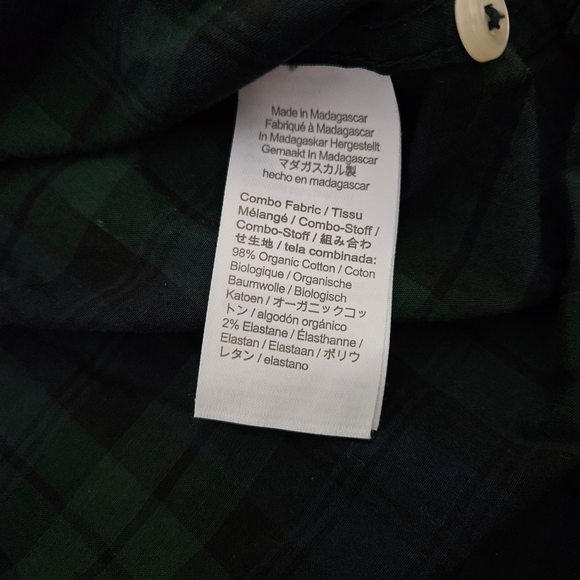 Made in Madagascar
Fabriqué à Madagascar
In Madagaskar Hergestellt
Gemaakt In Madagascar
マダガスカル製
hecho en madagascar
Combo Fabric / Tissu
Mélangé / Combo-Stoff /
Combo-Stoff / 組み合わ
せ生地 / tela combinada:
98% Organic Cotton / Coton
Biologique / Organische
Baumwolle / Biologisch
Katoen / オーガニックコッ
トン / algodón orgánico
2% Elastane / Élasthanne /
Elastan / Elastaan / ポリウ
レタン / elastano